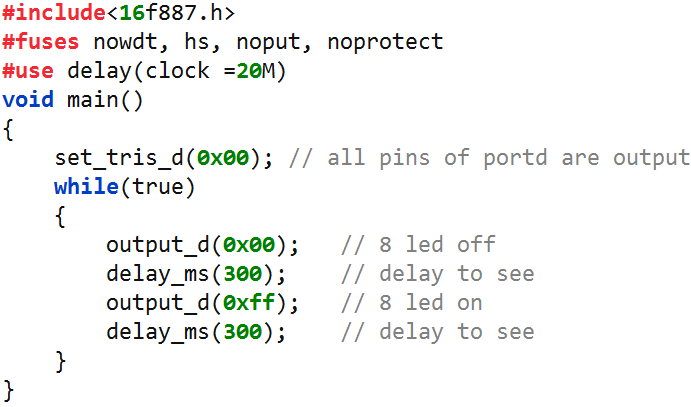 #include<16f887.h>
#fuses nowdt, hs, noput, noprotect
#use delay(clock =20M)
void main()
{
    set_tris_d(0x00); // all pins of portd are output
    while(true)
    {
        output_d(0x00);   // 8 led off
        delay_ms(300);    // delay to see
        output_d(0xff);   // 8 led on
        delay_ms(300);    // delay to see
    }
}